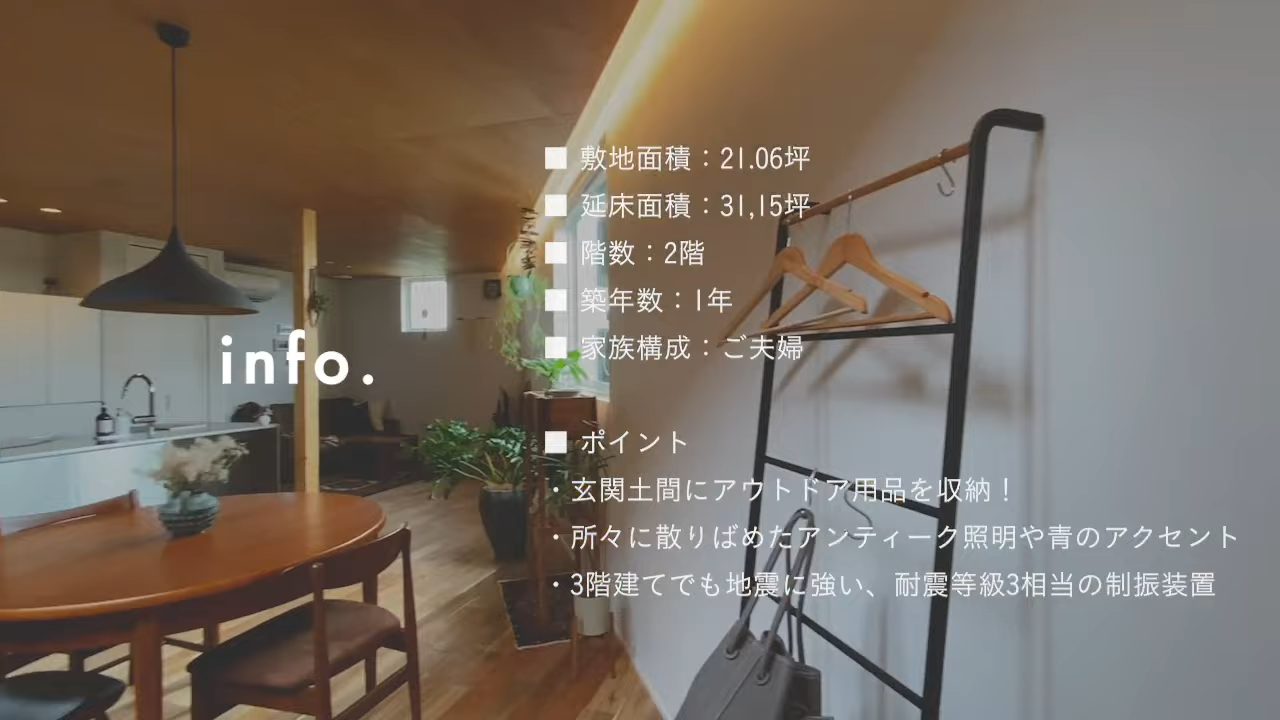 info.
■ 敷地面積：21.06坪
■ 延床面積：31,15坪
■ 階数：2階
■ 築年数：1年
■ 家族構成：ご夫婦
■ ポイント
・玄関土間にアウトドア用品を収納！
・所々に散りばめたアンティーク照明や青のアクセント
・3階建てでも地震に強い、耐震等級3相当の制振装置